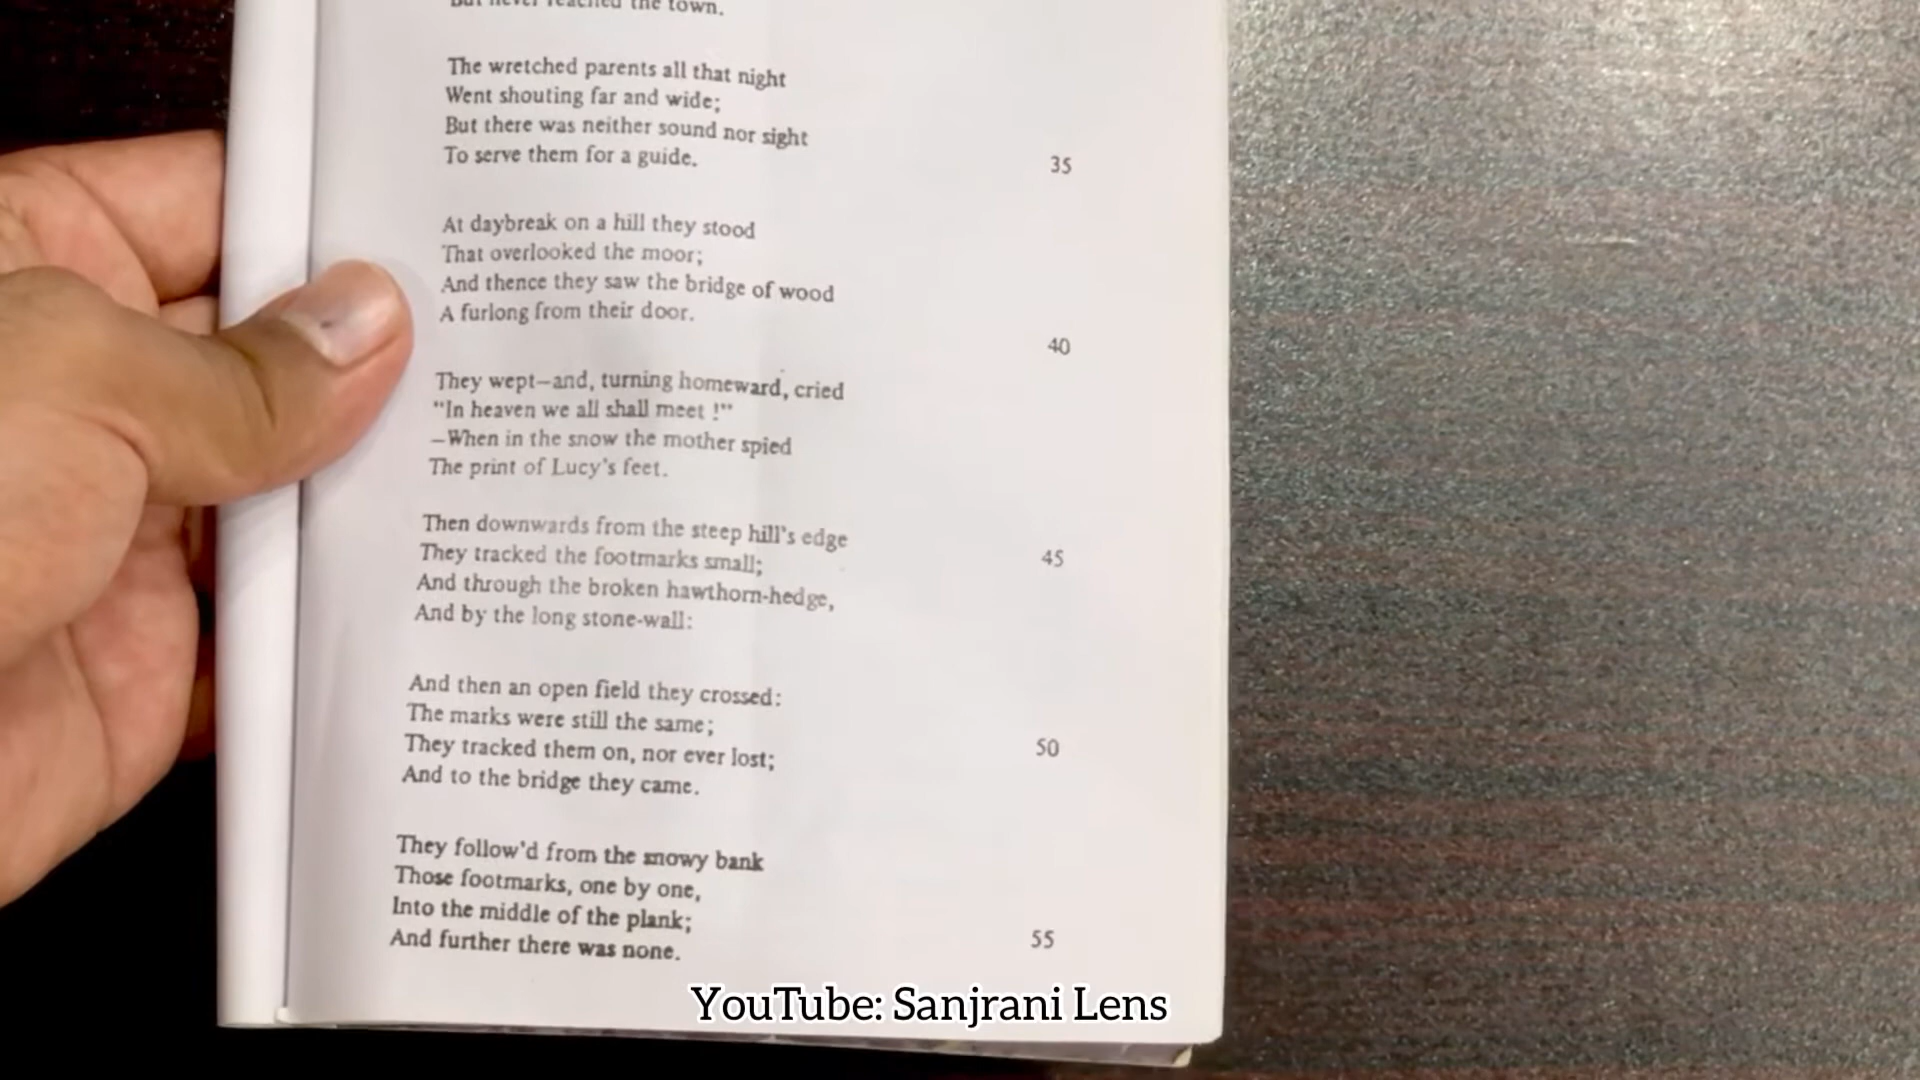 But never reached the town.
The wretched parents all that night
Went shouting far and wide;
But there was neither sound nor sight
To serve them for a guide.
35
At daybreak on a hill they stood
That overlooked the moor;
And thence they saw the bridge of wood
A furlong from their door.
40
They wept—and, turning homeward, cried
"In heaven we all shall meet !"
—When in the snow the mother spied
The print of Lucy's feet.
Then downwards from the steep hill's edge
They tracked the footmarks small;
45
And through the broken hawthorn-hedge,
And by the long stone-wall:
And then an open field they crossed:
The marks were still the same;
They tracked them on, nor ever lost;
50
And to the bridge they came.
They follow'd from the snowy bank
Those footmarks, one by one,
Into the middle of the plank;
And further there was none.
55
YouTube: Sanjrani Lens